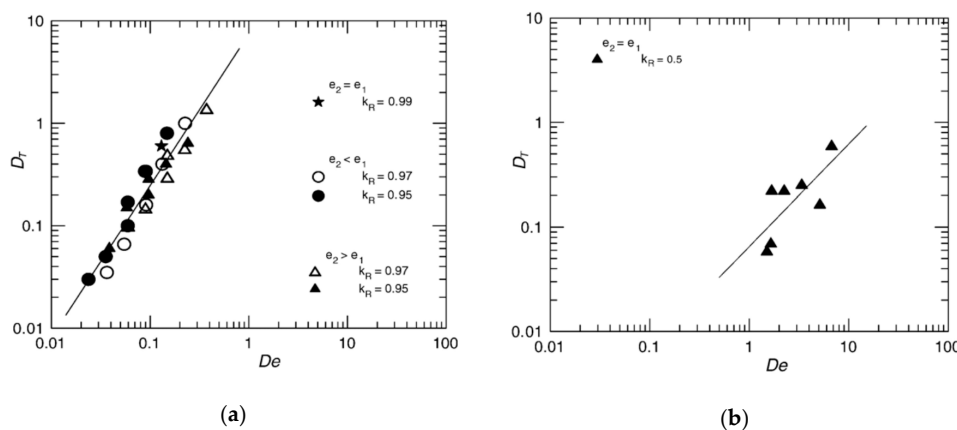 10
1
0.1
0.01
D_T
0.01 0.1 1 10 100
De
e_2 = e_1
k_R = 0.99
e_2 < e_1
k_R = 0.97
k_R = 0.95
e_2 > e_1
k_R = 0.97
k_R = 0.95
(a)
10
1
0.1
0.01
D_T
0.01 0.1 1 10 100
De
e_2 = e_1
k_R = 0.5
(b)